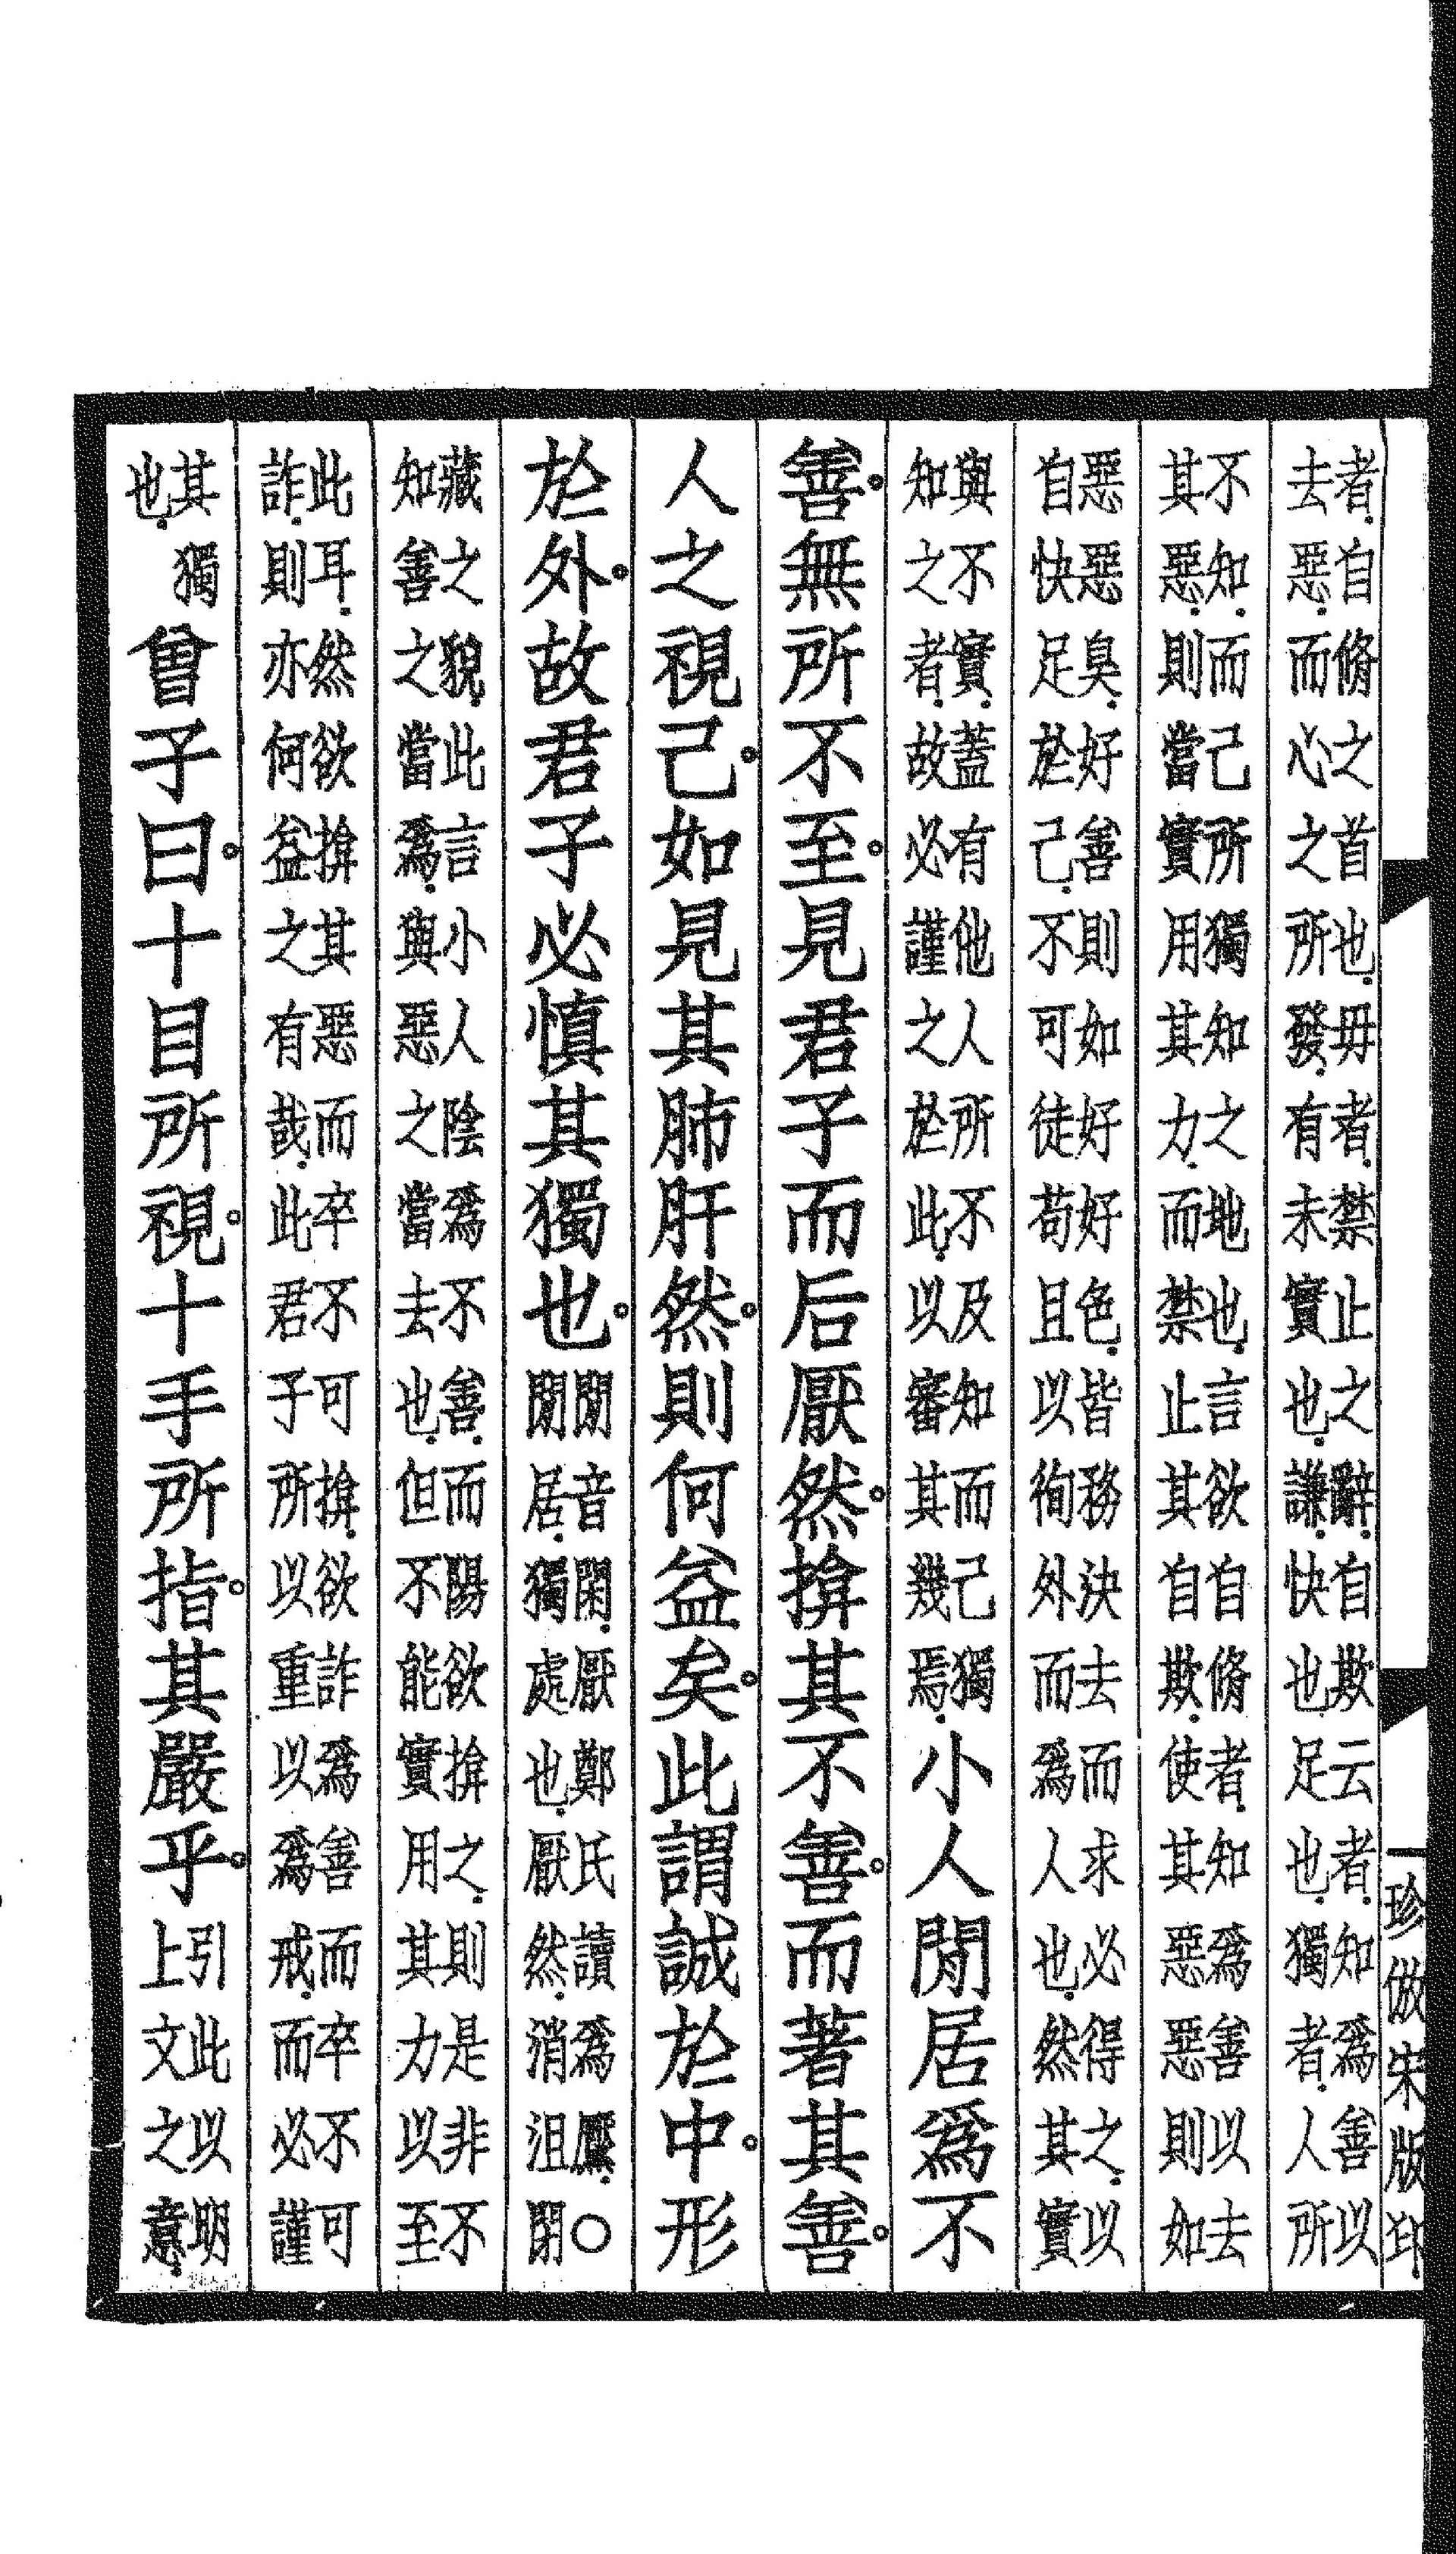 珍倣宋版印
者.自脩之首也.毋者.禁止之辭.自欺云者.知爲善以
去惡.而心之所發.有未實也.謙.快也足也.獨者.人所
不知.而己所獨知之地也.言欲自脩者.知爲善以去
其惡.則當實用其力.而禁止其自欺.使其惡惡則如
惡惡臭.好善則如好好色.皆務決去而求必得之.以
自快足於己.不可徒苟且以徇外而爲人也.然其實
與不實.蓋有他人所不及知而己獨
知之者.故必謹之於此.以審其幾焉.
小人閒居爲不
善。無所不至。見君子而后厭然。揜其不善。而著其善。
人之視己。如見其肺肝然。則何益矣。此謂誠於中。形
於外。故君子必慎其獨也。
閒音閑.厭鄭氏讀爲黶.○
閒居.獨處也.厭然.消沮閉
藏之貌.此言小人陰爲不善.而陽欲揜之.則是非不
知善之當爲.與惡之當去也.但不能實用其力以至
此耳.然欲揜其惡而卒不可揜.欲詐爲善而卒不可
詐.則亦何益之有哉.此君子所以重以爲戒.而必謹
其獨
也.
曾子曰。十目所視。十手所指。其嚴乎。
引此以明
上文之意.